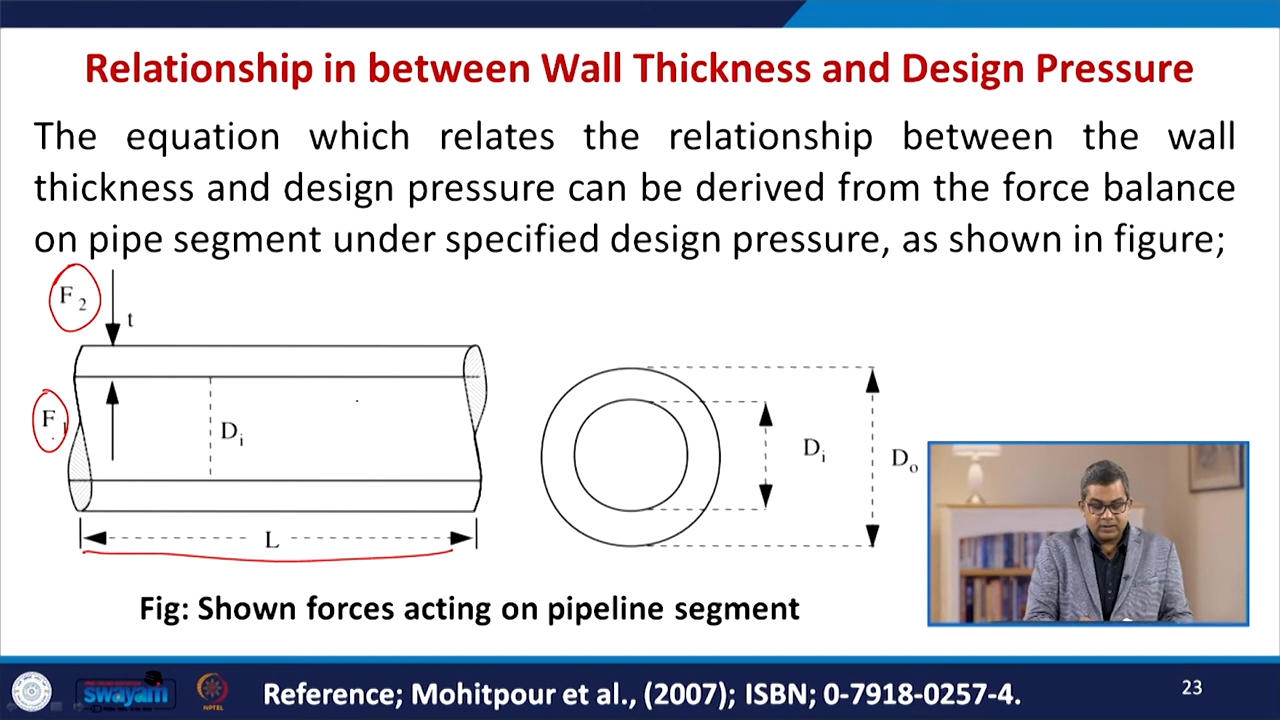 Relationship in between Wall Thickness and Design Pressure
The equation which relates the relationship between the wall
thickness and design pressure can be derived from the force balance
on pipe segment under specified design pressure, as shown in figure;
F 2
t
F 1
Di
L
Di
Do
Fig: Shown forces acting on pipeline segment
swayam
NPTEL
Reference; Mohitpour et al., (2007); ISBN; 0-7918-0257-4.
23